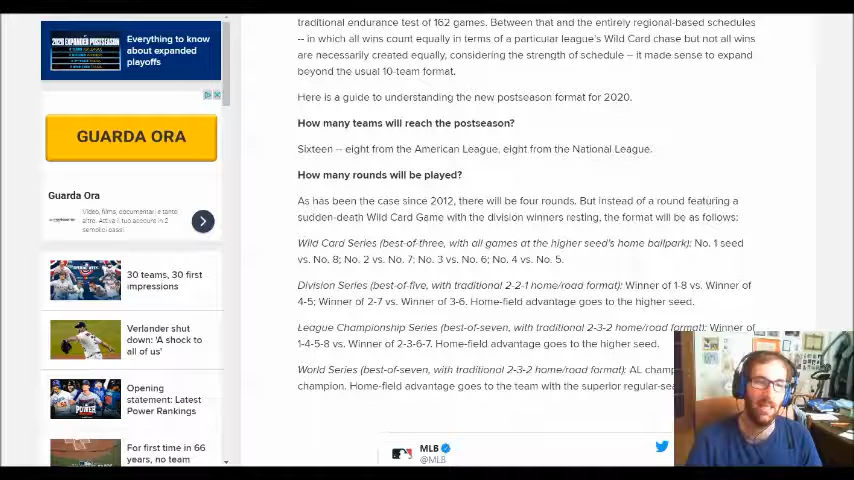 Everything to know
about expanded
playoffs
GUARDA ORA
Guarda Ora
Video, films, documentari e tanto
altro. Attiva il tuo account in 2
semplici passi.
30 teams, 30 first
impressions
Verlander shut
down: 'A shock to
all of us'
Opening
statement: Latest
Power Rankings
For first time in 66
years, no team
traditional endurance test of 162 games. Between that and the entirely regional-based schedules
-- in which all wins count equally in terms of a particular league's Wild Card chase but not all wins
are necessarily created equally, considering the strength of schedule -- it made sense to expand
beyond the usual 10-team format.
Here is a guide to understanding the new postseason format for 2020.
How many teams will reach the postseason?
Sixteen -- eight from the American League, eight from the National League.
How many rounds will be played?
As has been the case since 2012, there will be four rounds. But instead of a round featuring a
sudden-death Wild Card Game with the division winners resting, the format will be as follows:
Wild Card Series (best-of-three, with all games at the higher seed's home ballpark): No. 1 seed
vs. No. 8; No. 2 vs. No. 7; No. 3 vs. No. 6; No. 4 vs. No. 5.
Division Series (best-of-five, with traditional 2-2-1 home/road format): Winner of 1-8 vs. Winner of
4-5; Winner of 2-7 vs. Winner of 3-6. Home-field advantage goes to the higher seed.
League Championship Series (best-of-seven, with traditional 2-3-2 home/road format): Winner of
1-4-5-8 vs. Winner of 2-3-6-7. Home-field advantage goes to the higher seed.
World Series (best-of-seven, with traditional 2-3-2 home/road format): AL champ
champion. Home-field advantage goes to the team with the superior regular-sea
MLB
@MLB